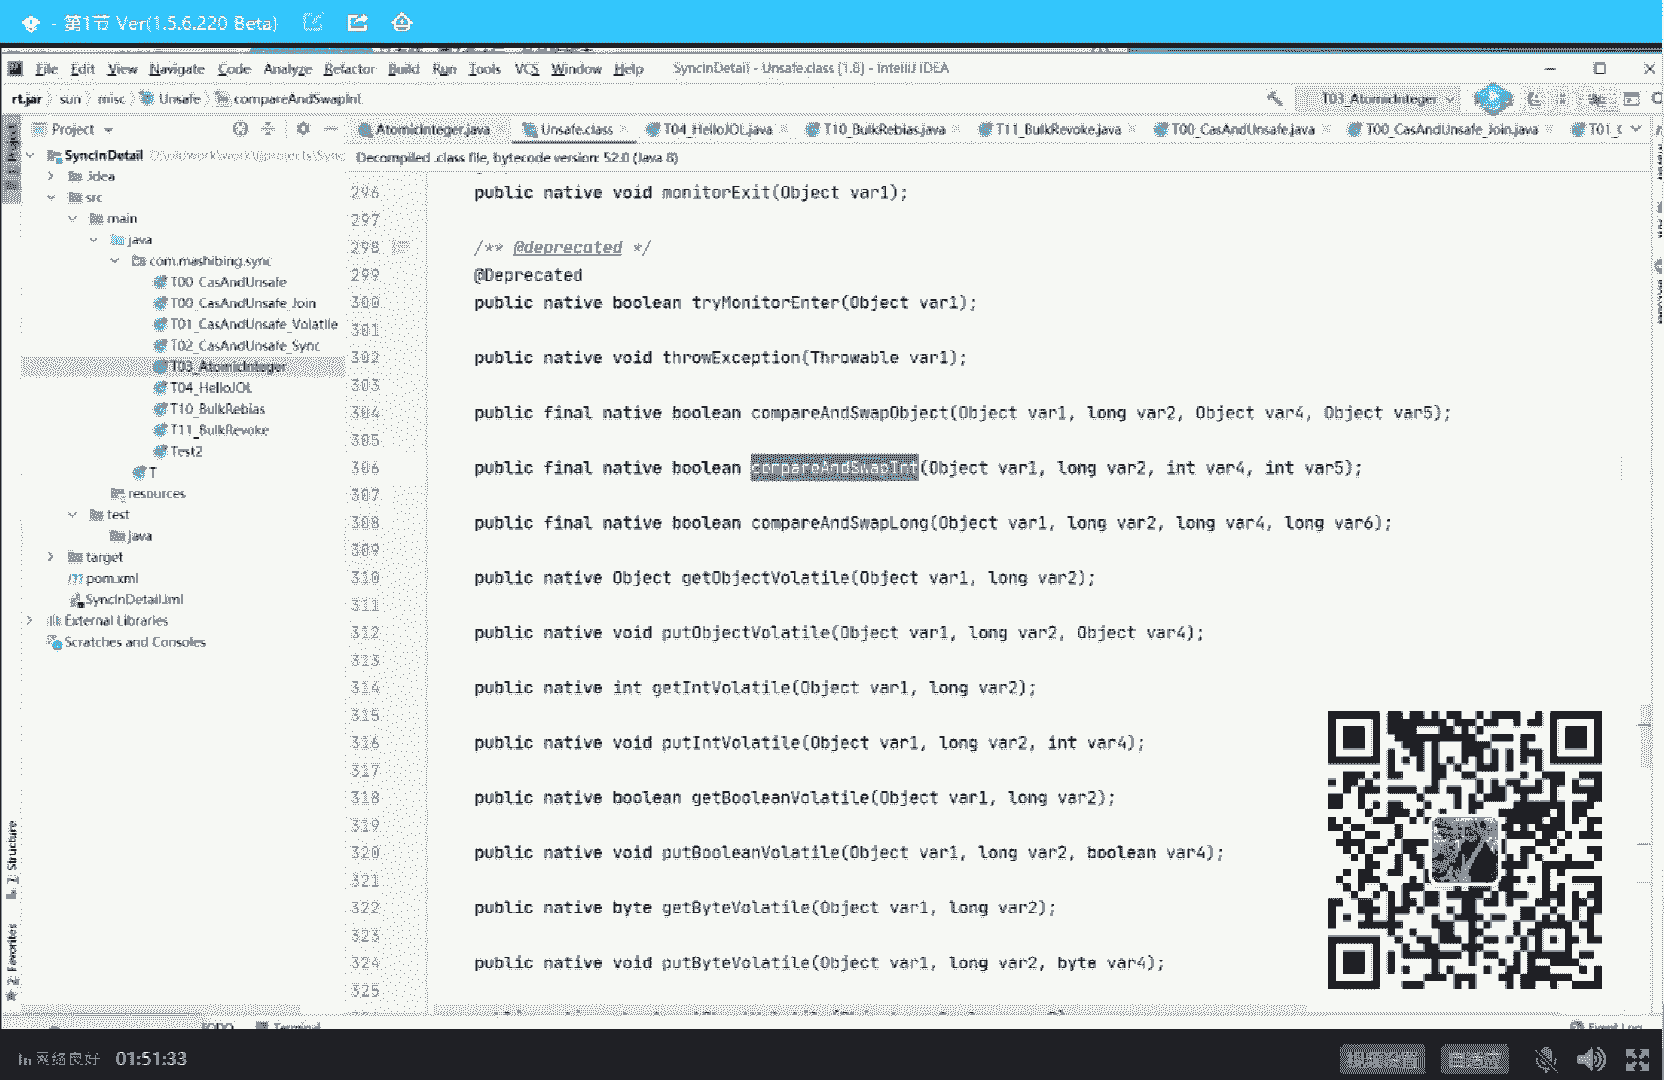 - 第1节 Ver(1.5.6.220 Beta)
File Edit View Navigate Code Analyze Refactor Build Run Tools VCS Window Help SyncInDetail - Unsafe.class [1.8] - IntelliJ IDEA
rt.jar sun misc Unsafe compareAndSwapInt T03_AtomicInteger
Project AtomicInteger.java Unsafe.class T04_HelloJOL.java T10_BulkRebias.java T11_BulkRevoke.java T00_CasAndUnsafe.java T00_CasAndUnsafe_Join.java
Decompiled .class file, bytecode version: 52.0 (Java 8)
SyncInDetail
.idea
src
main
java
com.mashibing.sync
T00_CasAndUnsafe
T00_CasAndUnsafe_Join
T01_CasAndUnsafe_Volatile
T02_CasAndUnsafe_Sync
T03_AtomicInteger
T04_HelloJOL
T10_BulkRebias
T11_BulkRevoke
Test2
T
resources
test
java
target
pom.xml
SyncInDetail.iml
External Libraries
Scratches and Consoles
296 public native void monitorExit(Object var1);
297
298 /** @deprecated */
299 @Deprecated
300 public native boolean tryMonitorEnter(Object var1);
301
302 public native void throwException(Throwable var1);
303
304 public final native boolean compareAndSwapObject(Object var1, long var2, Object var4, Object var5);
305
306 public final native boolean compareAndSwapInt(Object var1, long var2, int var4, int var5);
307
308 public final native boolean compareAndSwapLong(Object var1, long var2, long var4, long var6);
309
310 public native Object getObjectVolatile(Object var1, long var2);
311
312 public native void putObjectVolatile(Object var1, long var2, Object var4);
313
314 public native int getIntVolatile(Object var1, long var2);
315
316 public native void putIntVolatile(Object var1, long var2, int var4);
317
318 public native boolean getBooleanVolatile(Object var1, long var2);
319
320 public native void putBooleanVolatile(Object var1, long var2, boolean var4);
321
322 public native byte getByteVolatile(Object var1, long var2);
323
324 public native void putByteVolatile(Object var1, long var2, byte var4);
325
Structure
Favorites
Terminal
Event Log
网络良好 01:51:33